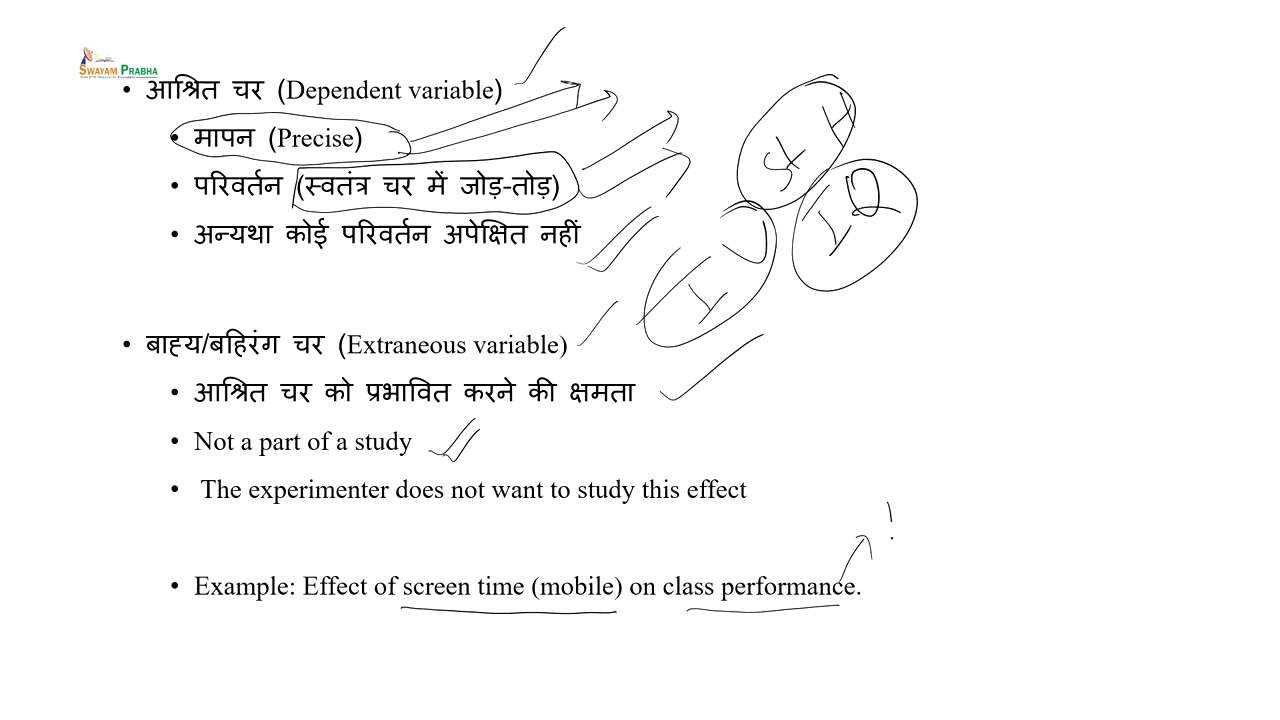 SWAYAM PRABHA
• आश्रित चर (Dependent variable)
• मापन (Precise)
• परिवर्तन (स्वतंत्र चर में जोड़-तोड़)
• अन्यथा कोई परिवर्तन अपेक्षित नहीं
• बाह्य/बहिरंग चर (Extraneous variable)
• आश्रित चर को प्रभावित करने की क्षमता
• Not a part of a study
• The experimenter does not want to study this effect
• Example: Effect of screen time (mobile) on class performance.